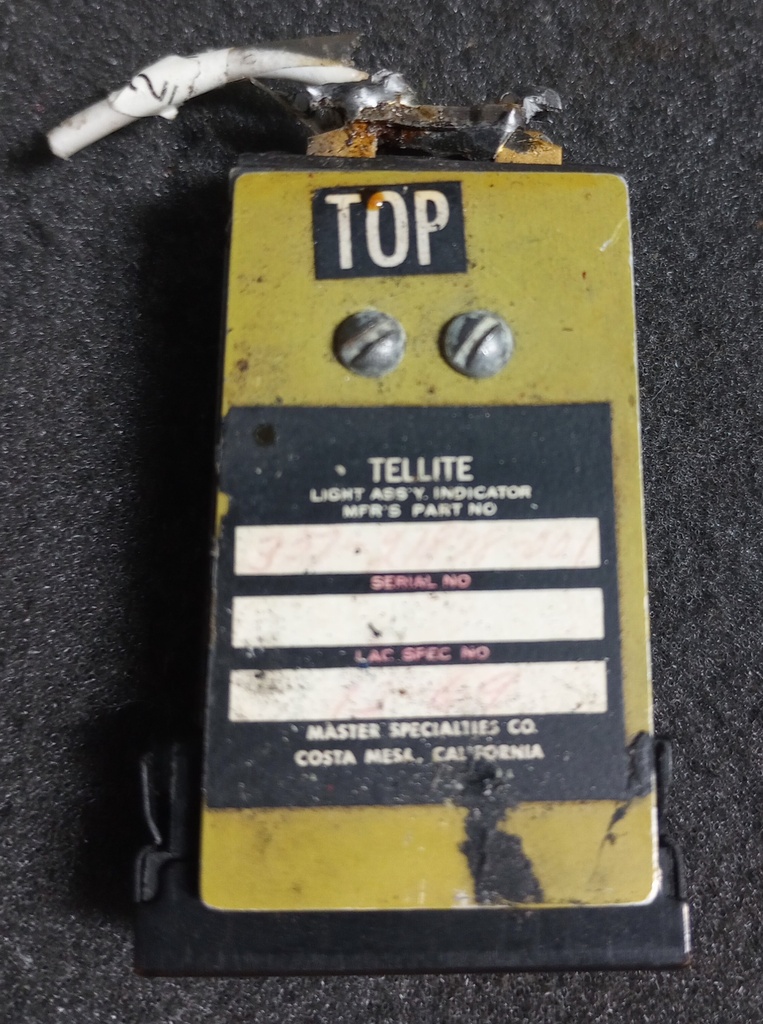 2
TOP
TELLITE
LIGHT ASS'Y. INDICATOR
MFR'S PART NO
SERIAL NO
LAC SPEC NO
MASTER SPECIALTIES CO.
COSTA MESA, CALIFORNIA